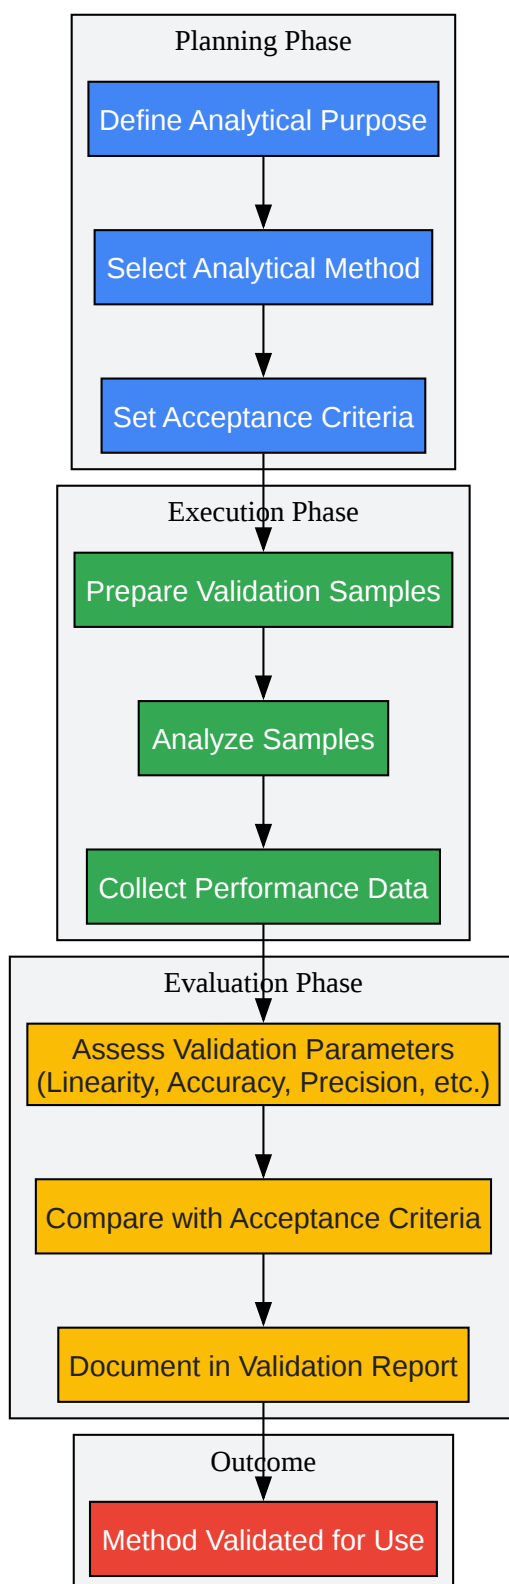 Planning Phase
Define Analytical Purpose
Select Analytical Method
Set Acceptance Criteria
Execution Phase
Prepare Validation Samples
Analyze Samples
Collect Performance Data
Evaluation Phase
Assess Validation Parameters
(Linearity, Accuracy, Precision, etc.)
Compare with Acceptance Criteria
Document in Validation Report
Outcome
Method Validated for Use